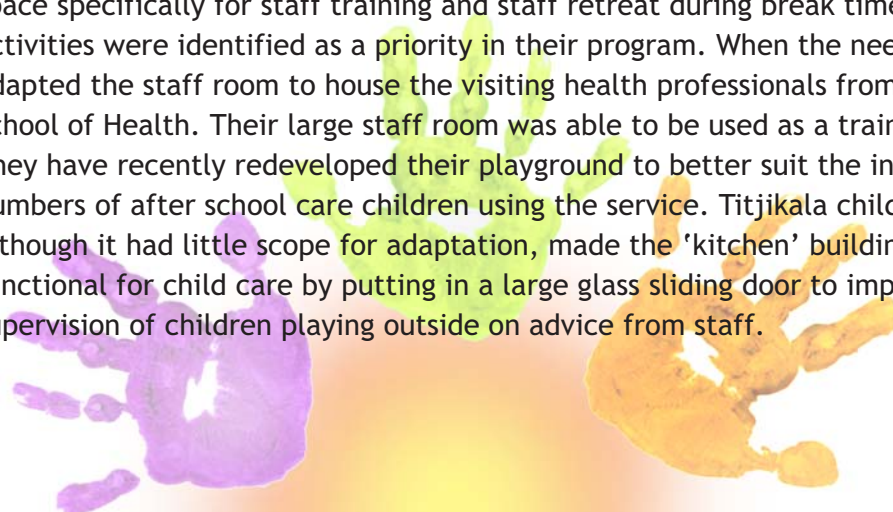 pace specifically for staff training and staff retreat during break time
ctivities were identified as a priority in their program. When the nee
dapted the staff room to house the visiting health professionals from
chool of Health. Their large staff room was able to be used as a train
hey have recently redeveloped their playground to better suit the in
umbers of after school care children using the service. Titjikala child
though it had little scope for adaptation, made the ‘kitchen’ buildin
nctional for child care by putting in a large glass sliding door to imp
pervision of children playing outside on advice from staff.